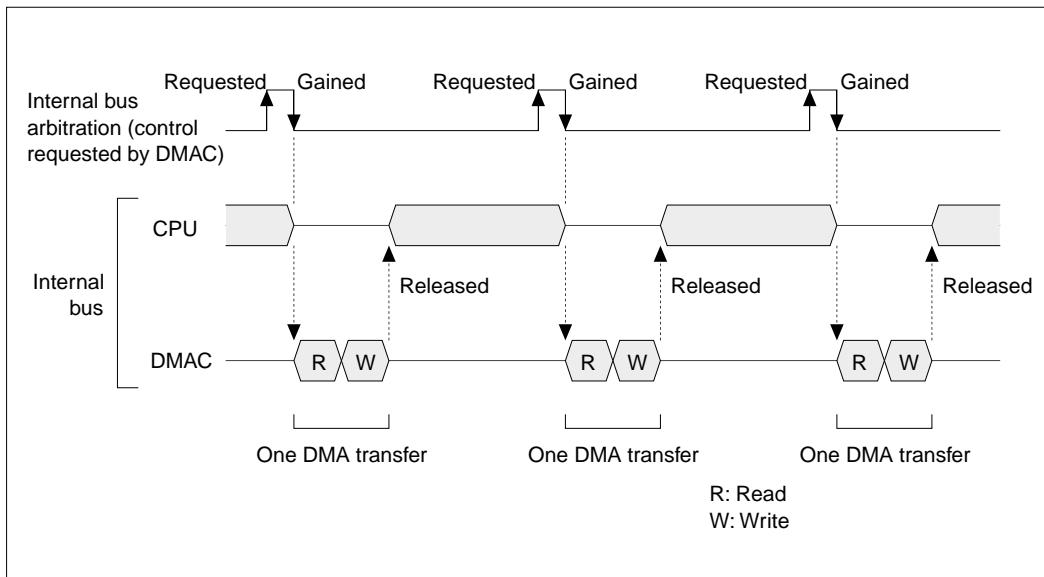 Requested Gained Requested Gained Requested Gained
Internal bus
arbitration (control
requested by DMAC)
CPU
Internal
bus
Released Released Released
DMAC R W R W R W
One DMA transfer One DMA transfer One DMA transfer
R: Read
W: Write